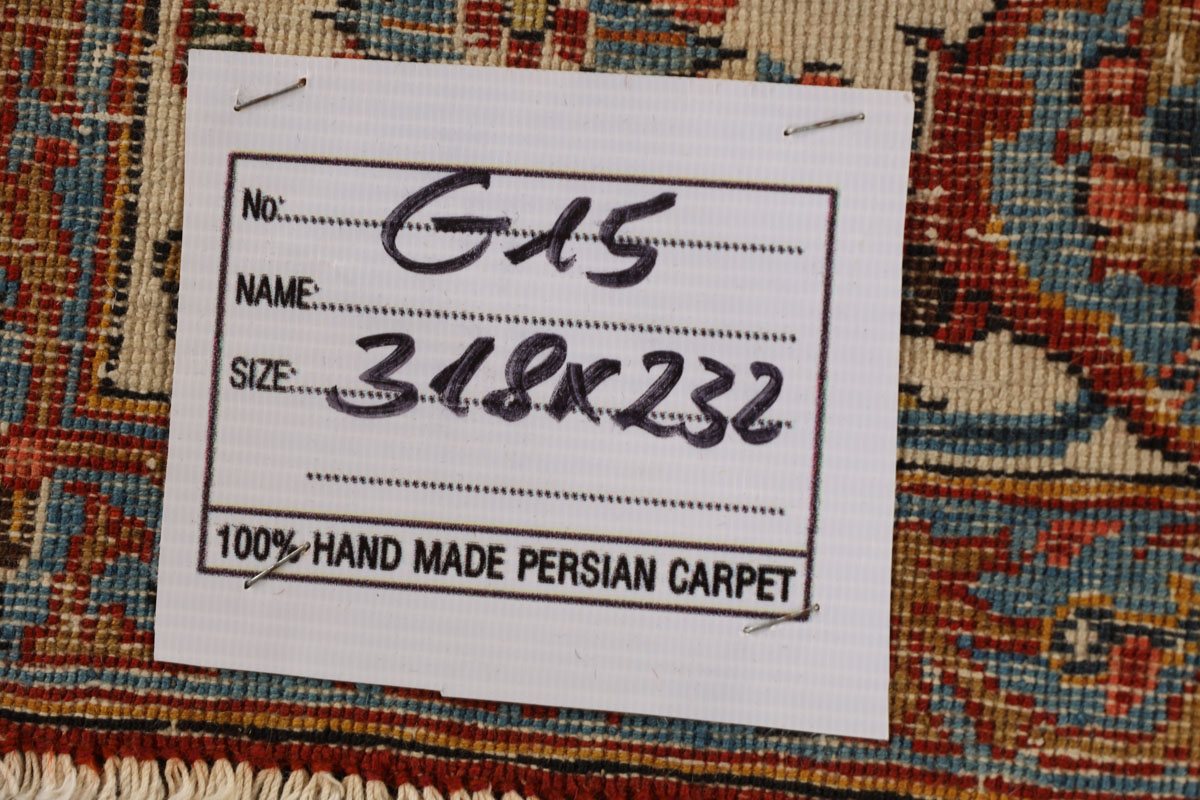 No: G15
NAME:
SIZE: 318x232
100% HAND MADE PERSIAN CARPET